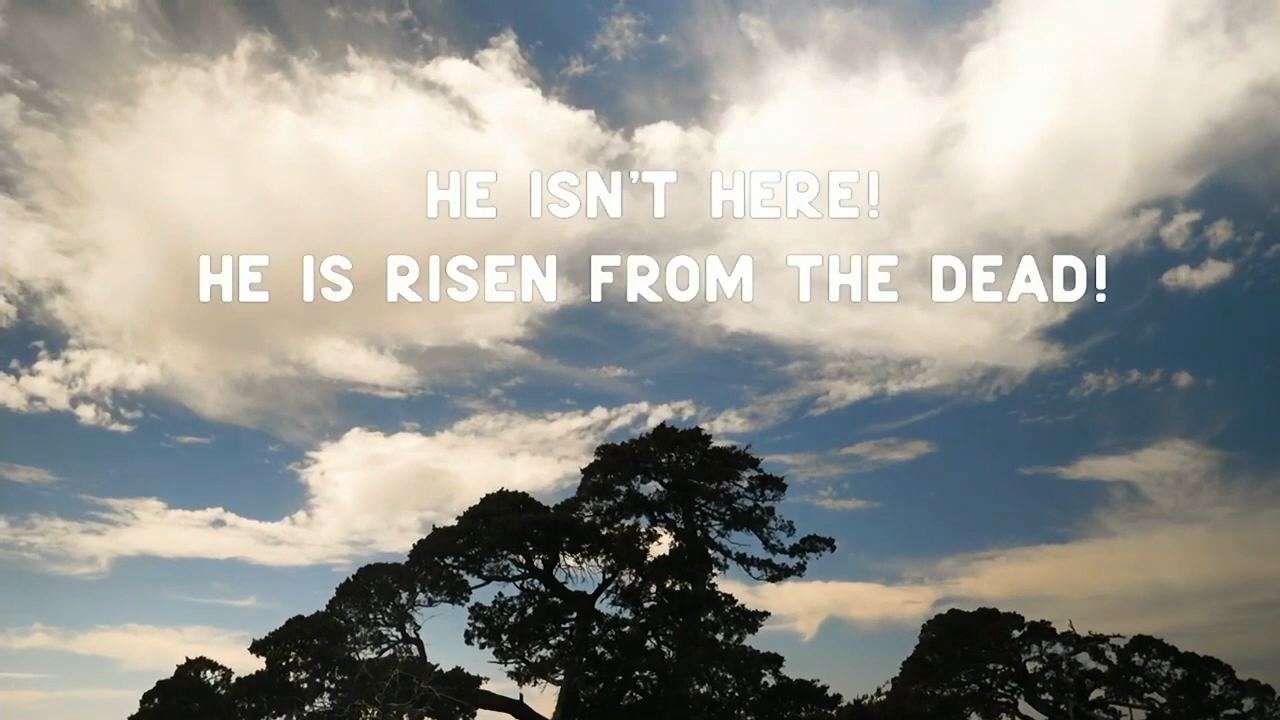 HE ISN'T HERE!
HE IS RISEN FROM THE DEAD!